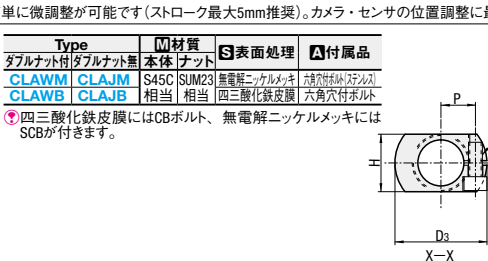 単に微調整が可能です(ストローク最大5mm推奨)。カメラ・センサの位置調整に
Type M材質 S表面処理 A付属品
ダブルナット付 ダブルナット無 本体 ナット
CLAWM CLAJM S45C SUM23 無電解ニッケルメッキ 六角穴付ボルト(ステンレス)
CLAWB CLAJB 相当 相当 四三酸化鉄皮膜 六角穴付ボルト
四三酸化鉄皮膜にはCBボルト、無電解ニッケルメッキには
SCBが付きます。
P
H
D3
X−X